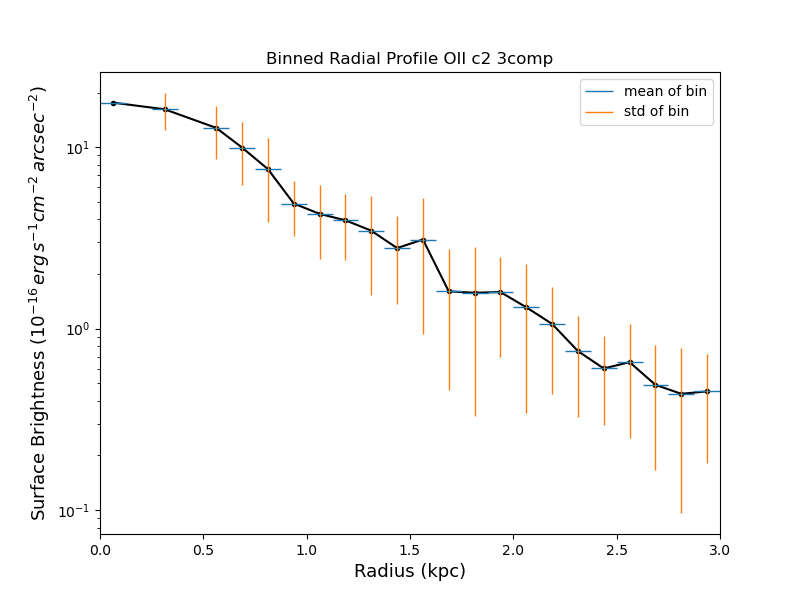 Binned Radial Profile OII c2 3comp
mean of bin
std of bin
Surface Brightness (10⁻¹⁶ erg s⁻¹cm⁻² arcsec⁻²)
10¹
10⁰
10⁻¹
0.0 0.5 1.0 1.5 2.0 2.5 3.0
Radius (kpc)